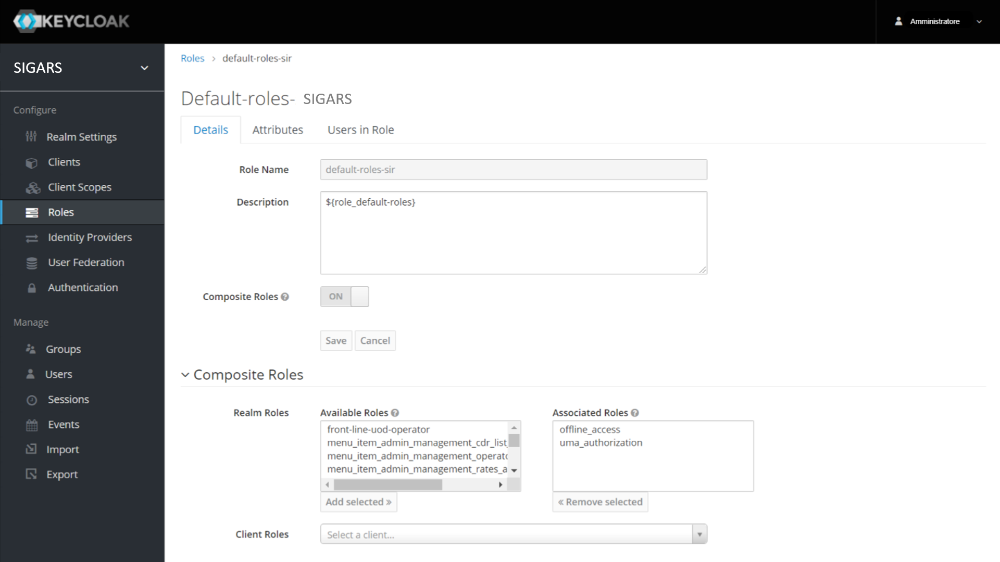 KEYCLOAK
Amministratore
SIGARS
Configure
Realm Settings
Clients
Client Scopes
Roles
Identity Providers
User Federation
Authentication
Manage
Groups
Users
Sessions
Events
Import
Export
Roles > default-roles-sir
Default-roles- SIGARS
Details Attributes Users in Role
Role Name default-roles-sir
Description ${role_default-roles}
Composite Roles ON
Save Cancel
Composite Roles
Realm Roles
Available Roles
front-line-uod-operator
menu_item_admin_management_cdr_list_
menu_item_admin_management_operato
menu_item_admin_management_rates_a
Add selected »
Associated Roles
offline_access
uma_authorization
« Remove selected
Client Roles Select a client...